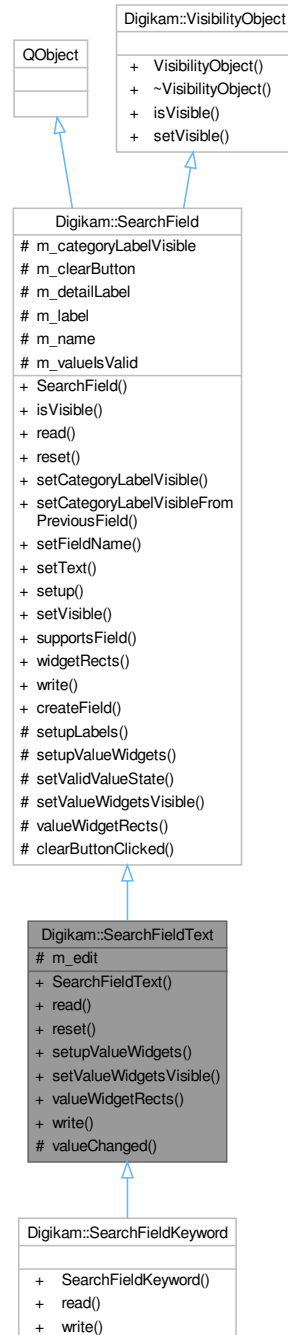 Digikam::VisibilityObject
+ VisibilityObject()
+ ~VisibilityObject()
+ isVisible()
+ setVisible()
QObject
Digikam::SearchField
# m_categoryLabelVisible
# m_clearButton
# m_detailLabel
# m_label
# m_name
# m_valueIsValid
+ SearchField()
+ isVisible()
+ read()
+ reset()
+ setCategoryLabelVisible()
+ setCategoryLabelVisibleFrom
PreviousField()
+ setFieldName()
+ setText()
+ setup()
+ setVisible()
+ supportsField()
+ widgetRects()
+ write()
+ createField()
# setupLabels()
# setupValueWidgets()
# setValidValueState()
# setValueWidgetsVisible()
# valueWidgetRects()
# clearButtonClicked()
Digikam::SearchFieldText
# m_edit
+ SearchFieldText()
+ read()
+ reset()
+ setupValueWidgets()
+ setValueWidgetsVisible()
+ valueWidgetRects()
+ write()
# valueChanged()
Digikam::SearchFieldKeyword
+ SearchFieldKeyword()
+ read()
+ write()